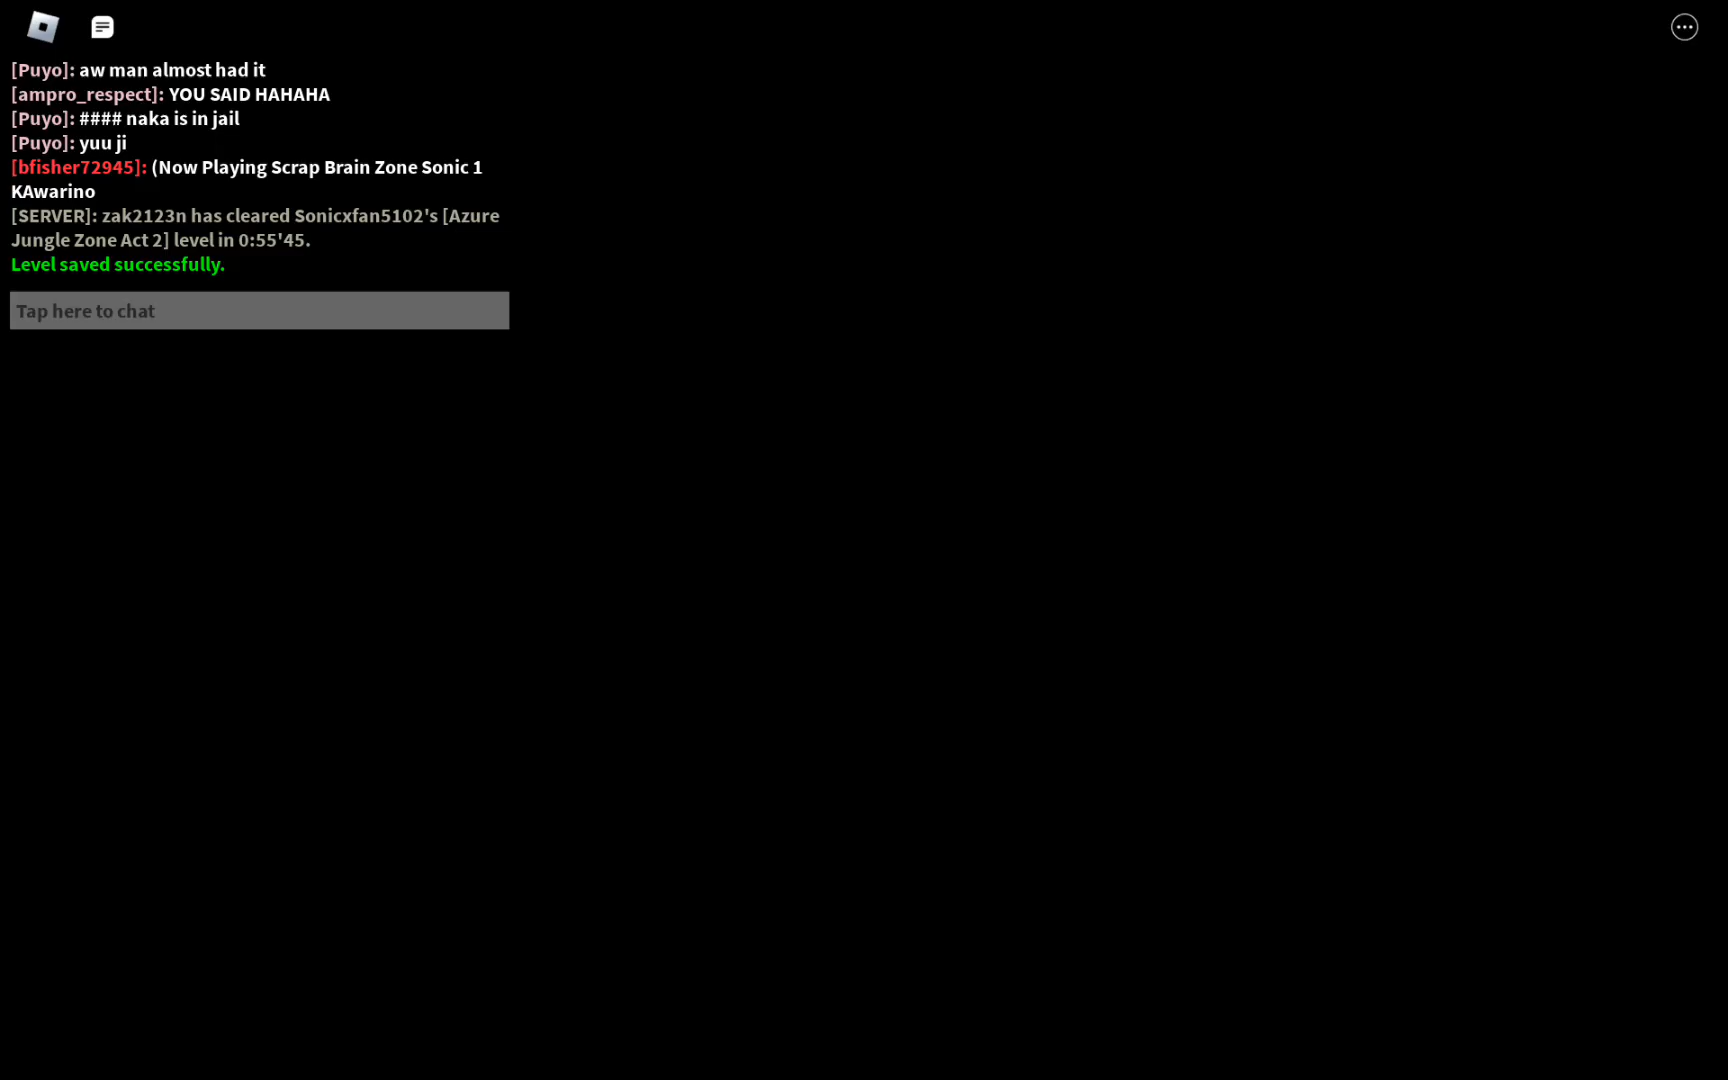 [Puyo]: aw man almost had it
[ampro_respect]: YOU SAID HAHAHA
[Puyo]: #### naka is in jail
[Puyo]: yuu ji
[bfisher72945]: (Now Playing Scrap Brain Zone Sonic 1
KAwarino
[SERVER]: zak2123n has cleared Sonicxfan5102's [Azure
Jungle Zone Act 2] level in 0:55'45.
Level saved successfully.
Tap here to chat